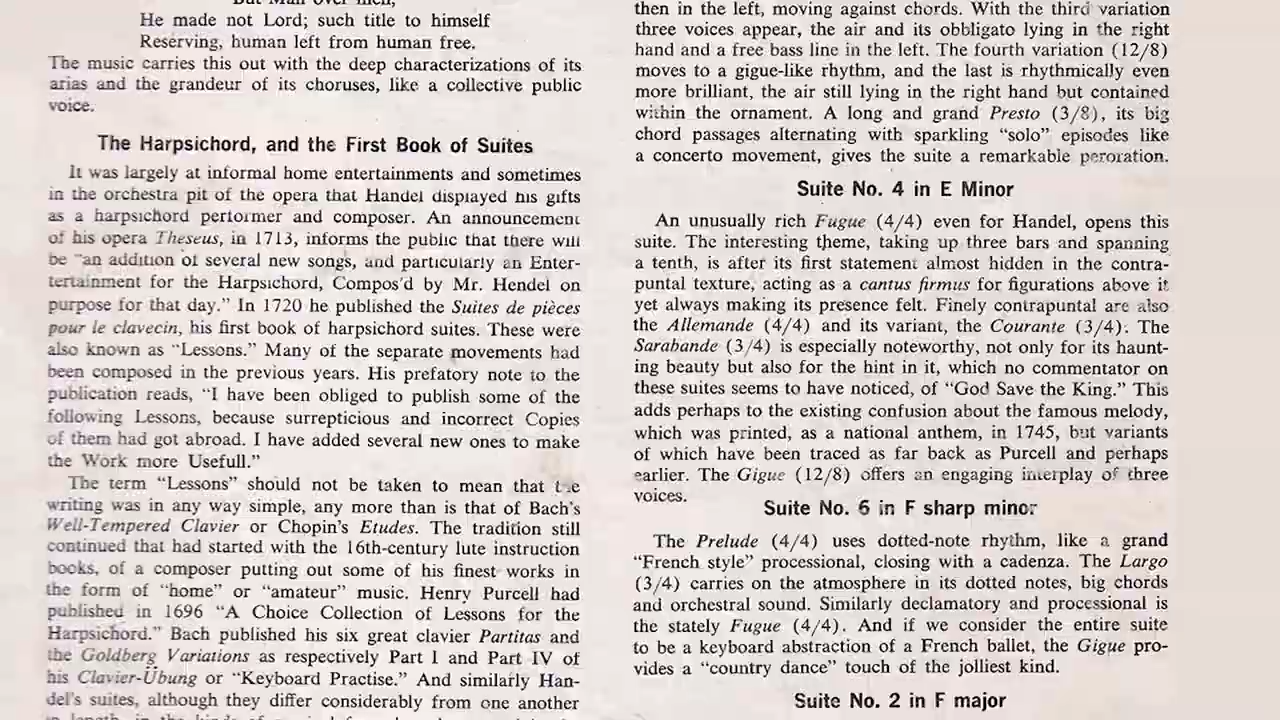 But Man over men,
He made not Lord; such title to himself
Reserving, human left from human free.
The music carries this out with the deep characterizations of its
arias and the grandeur of its choruses, like a collective public
voice.
The Harpsichord, and the First Book of Suites
It was largely at informal home entertainments and sometimes
in the orchestra pit of the opera that Handel displayed his gifts
as a harpsichord performer and composer. An announcement
of his opera Theseus, in 1713, informs the public that there will
be "an addition of several new songs, and particularly an Enter-
tertainment for the Harpsichord, Compos'd by Mr. Hendel on
purpose for that day." In 1720 he published the Suites de pièces
pour le clavecin, his first book of harpsichord suites. These were
also known as "Lessons." Many of the separate movements had
been composed in the previous years. His prefatory note to the
publication reads, "I have been obliged to publish some of the
following Lessons, because surrepticious and incorrect Copies
of them had got abroad. I have added several new ones to make
the Work more Usefull."
The term "Lessons" should not be taken to mean that the
writing was in any way simple, any more than is that of Bach's
Well-Tempered Clavier or Chopin's Etudes. The tradition still
continued that had started with the 16th-century lute instruction
books, of a composer putting out some of his finest works in
the form of "home" or "amateur" music. Henry Purcell had
published in 1696 "A Choice Collection of Lessons for the
Harpsichord." Bach published his six great clavier Partitas and
the Goldberg Variations as respectively Part I and Part IV of
his Clavier-Übung or "Keyboard Practise." And similarly Han-
del's suites, although they differ considerably from one another
then in the left, moving against chords. With the third variation
three voices appear, the air and its obbligato lying in the right
hand and a free bass line in the left. The fourth variation (12/8)
moves to a gigue-like rhythm, and the last is rhythmically even
more brilliant, the air still lying in the right hand but contained
within the ornament. A long and grand Presto (3/8), its big
chord passages alternating with sparkling "solo" episodes like
a concerto movement, gives the suite a remarkable peroration.
Suite No. 4 in E Minor
An unusually rich Fugue (4/4) even for Handel, opens this
suite. The interesting theme, taking up three bars and spanning
a tenth, is after its first statement almost hidden in the contra-
puntal texture, acting as a cantus firmus for figurations above it
yet always making its presence felt. Finely contrapuntal are also
the Allemande (4/4) and its variant, the Courante (3/4). The
Sarabande (3/4) is especially noteworthy, not only for its haunt-
ing beauty but also for the hint in it, which no commentator on
these suites seems to have noticed, of "God Save the King." This
adds perhaps to the existing confusion about the famous melody,
which was printed, as a national anthem, in 1745, but variants
of which have been traced as far back as Purcell and perhaps
earlier. The Gigue (12/8) offers an engaging interplay of three
voices.
Suite No. 6 in F sharp minor
The Prelude (4/4) uses dotted-note rhythm, like a grand
"French style" processional, closing with a cadenza. The Largo
(3/4) carries on the atmosphere in its dotted notes, big chords
and orchestral sound. Similarly declamatory and processional is
the stately Fugue (4/4). And if we consider the entire suite
to be a keyboard abstraction of a French ballet, the Gigue pro-
vides a "country dance" touch of the jolliest kind.
Suite No. 2 in F major